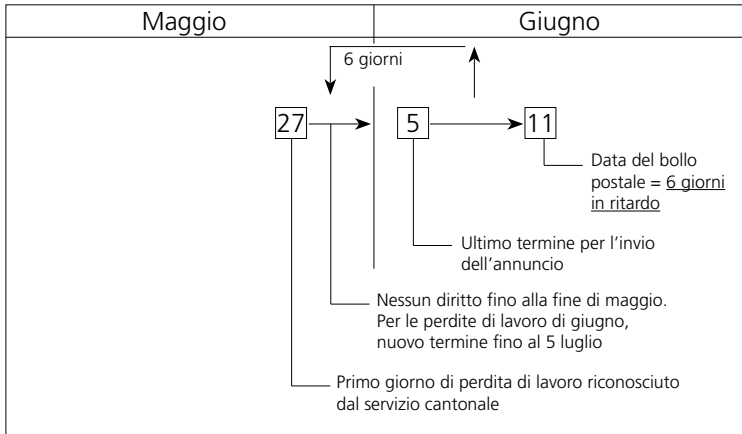 Maggio
Giugno
6 giorni
27
5
11
Data del bollo
postale = 6 giorni
in ritardo
Ultimo termine per l'invio
dell'annuncio
Nessun diritto fino alla fine di maggio.
Per le perdite di lavoro di giugno,
nuovo termine fino al 5 luglio
Primo giorno di perdita di lavoro riconosciuto
dal servizio cantonale